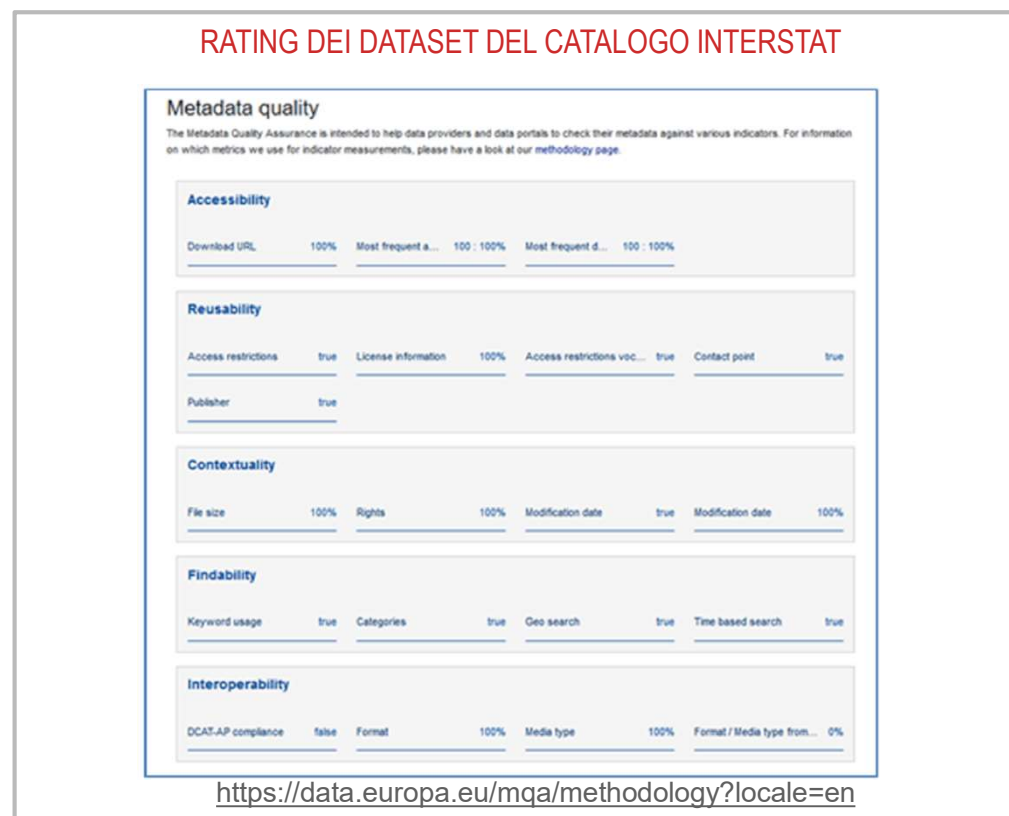 RATING DEI DATASET DEL CATALOGO INTERSTAT
Metadata quality
The Metadata Quality Assurance is intended to help data providers and data portals to check their metadata against various indicators. For information
on which metrics we use for indicator measurements, please have a look at our methodology page.
Accessibility
Download URL 100% Most frequent a... 100 : 100% Most frequent d... 100 : 100%
Reusability
Access restrictions true License information 100% Access restrictions voc... true Contact point true
Publisher true
Contextuality
File size 100% Rights 100% Modification date true Modification date 100%
Findability
Keyword usage true Categories true Geo search true Time based search true
Interoperability
DCAT-AP compliance false Format 100% Media type 100% Format / Media type from... 0%
https://data.europa.eu/mqa/methodology?locale=en